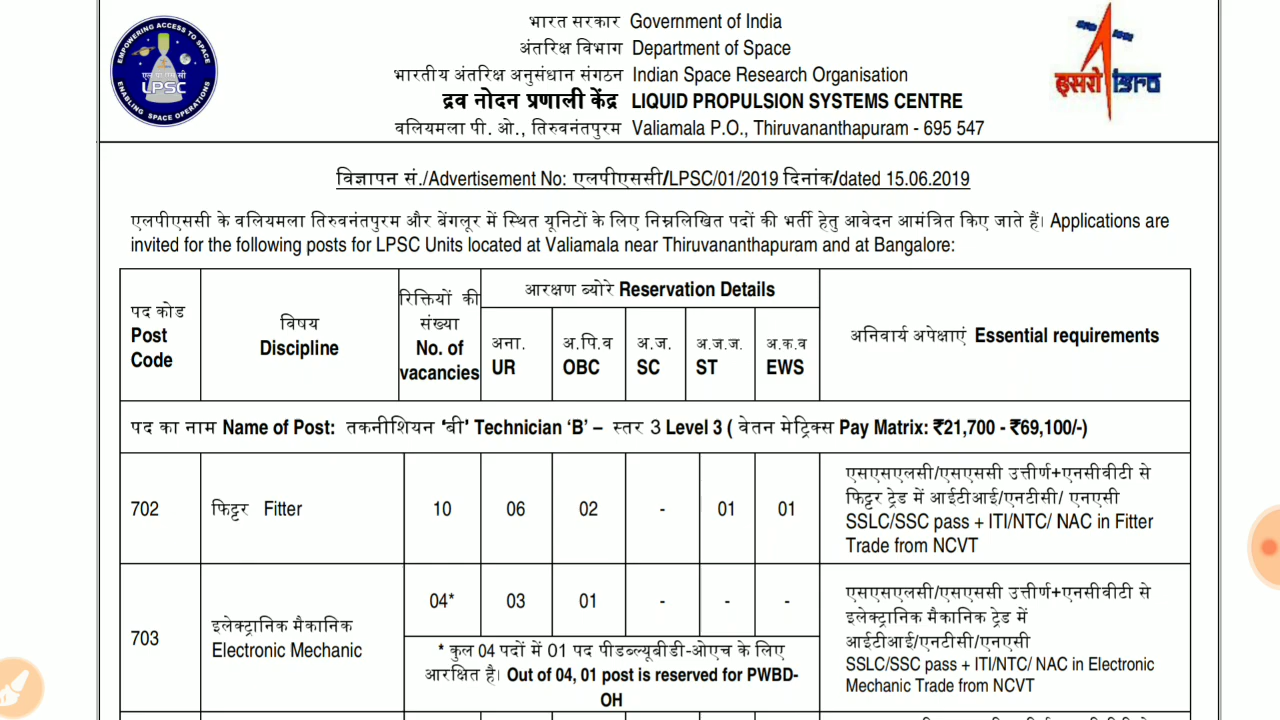 भारत सरकार Government of India
अंतरिक्ष विभाग Department of Space
भारतीय अंतरिक्ष अनुसंधान संगठन Indian Space Research Organisation
द्रव नोदन प्रणाली केंद्र LIQUID PROPULSION SYSTEMS CENTRE
वलियमला पी. ओ., तिरुवनंतपुरम Valiamala P.O., Thiruvananthapuram - 695 547
EMPOWERING ACCESS TO SPACE
एल पी एस सी
LPSC
ENABLING SPACE OPERATIONS
इसरो isro
विज्ञापन सं./Advertisement No: एलपीएससी/LPSC/01/2019 दिनांक/dated 15.06.2019
एलपीएससी के वलियमला तिरुवनंतपुरम और बेंगलूर में स्थित यूनिटों के लिए निम्नलिखित पदों की भर्ती हेतु आवेदन आमंत्रित किए जाते हैं। Applications are
invited for the following posts for LPSC Units located at Valiamala near Thiruvananthapuram and at Bangalore:
पद कोड
Post
Code
विषय
Discipline
रिक्तियों की
संख्या
No. of
vacancies
आरक्षण ब्योरे Reservation Details
अना.
UR
अ.पि.व
OBC
अ.ज.
SC
अ.ज.ज.
ST
अ.क.व
EWS
अनिवार्य अपेक्षाएं Essential requirements
पद का नाम Name of Post: तकनीशियन 'बी' Technician ‘B’ – स्तर 3 Level 3 ( वेतन मेट्रिक्स Pay Matrix: ₹21,700 - ₹69,100/-)
702
फिट्टर Fitter
10
06
02
-
01
01
एसएसएलसी/एसएससी उत्तीर्ण+एनसीवीटी से
फिट्टर ट्रेड में आईटीआई/एनटीसी/ एनएसी
SSLC/SSC pass + ITI/NTC/ NAC in Fitter
Trade from NCVT
703
इलेक्ट्रानिक मैकानिक
Electronic Mechanic
04*
03
01
-
-
-
* कुल 04 पदों में 01 पद पीडब्ल्यूबीडी-ओएच के लिए
आरक्षित है। Out of 04, 01 post is reserved for PWBD-
OH
एसएसएलसी/एसएससी उत्तीर्ण+एनसीवीटी से
इलेक्ट्रानिक मैकानिक ट्रेड में
आईटीआई/एनटीसी/एनएसी
SSLC/SSC pass + ITI/NTC/ NAC in Electronic
Mechanic Trade from NCVT